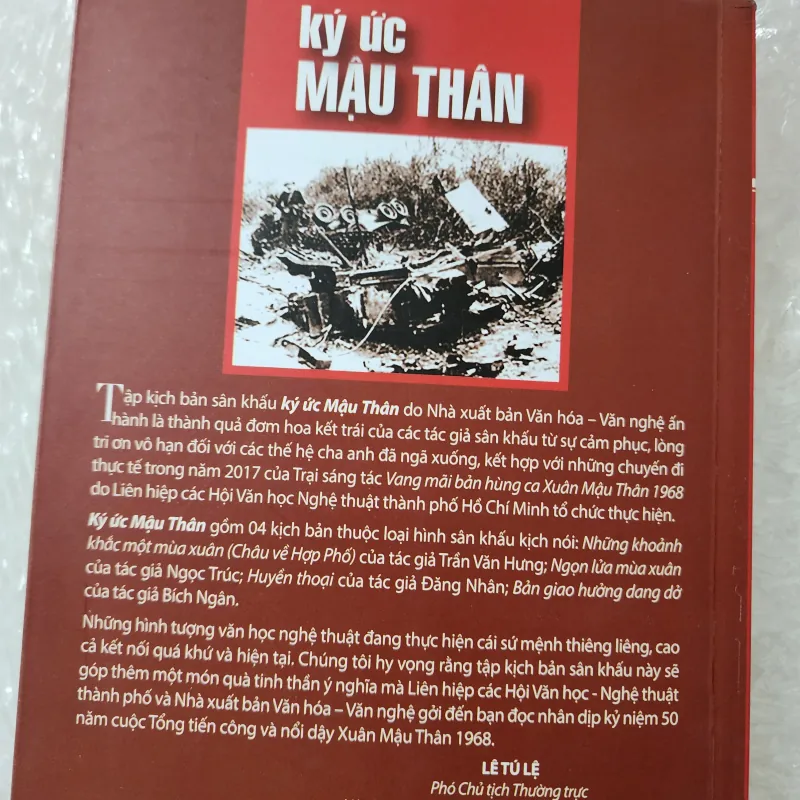 ký ức
MẬU THÂN
Tập kịch bản sân khấu ký ức Mậu Thân do Nhà xuất bản Văn hóa – Văn nghệ ấn
hành là thành quả đơm hoa kết trái của các tác giả sân khấu từ sự cảm phục, lòng
tri ơn vô hạn đối với các thế hệ cha anh đã ngã xuống, kết hợp với những chuyến đi
thực tế trong năm 2017 của Trại sáng tác Vang mãi bản hùng ca Xuân Mậu Thân 1968
do Liên hiệp các Hội Văn học Nghệ thuật thành phố Hồ Chí Minh tổ chức thực hiện.
Ký ức Mậu Thân gồm 04 kịch bản thuộc loại hình sân khấu kịch nói: Những khoảnh
khắc một mùa xuân (Châu về Hợp Phố) của tác giả Trần Văn Hưng; Ngọn lửa mùa xuân
của tác giả Ngọc Trúc; Huyền thoại của tác giả Đăng Nhân; Bản giao hưởng dang dở
của tác giả Bích Ngân.
Những hình tượng văn học nghệ thuật đang thực hiện cái sứ mệnh thiêng liêng, cao
cả kết nối quá khứ và hiện tại. Chúng tôi hy vọng rằng tập kịch bản sân khấu này sẽ
góp thêm một món quà tinh thần ý nghĩa mà Liên hiệp các Hội Văn học - Nghệ thuật
thành phố và Nhà xuất bản Văn hóa – Văn nghệ gởi đến bạn đọc nhân dịp kỷ niệm 50
năm cuộc Tổng tiến công và nổi dậy Xuân Mậu Thân 1968.
LÊ TÚ LỆ
Phó Chủ tịch Thường trực